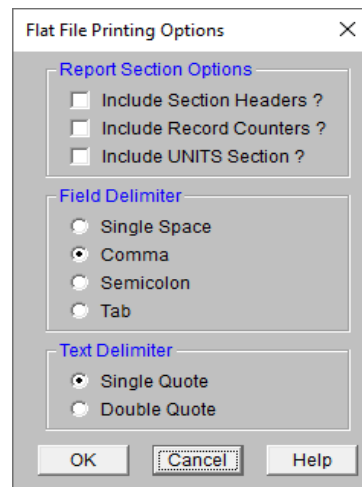 Flat File Printing Options
Report Section Options
Include Section Headers ?
Include Record Counters ?
Include UNITS Section ?
Field Delimiter
Single Space
Comma
Semicolon
Tab
Text Delimiter
Single Quote
Double Quote
OK Cancel Help